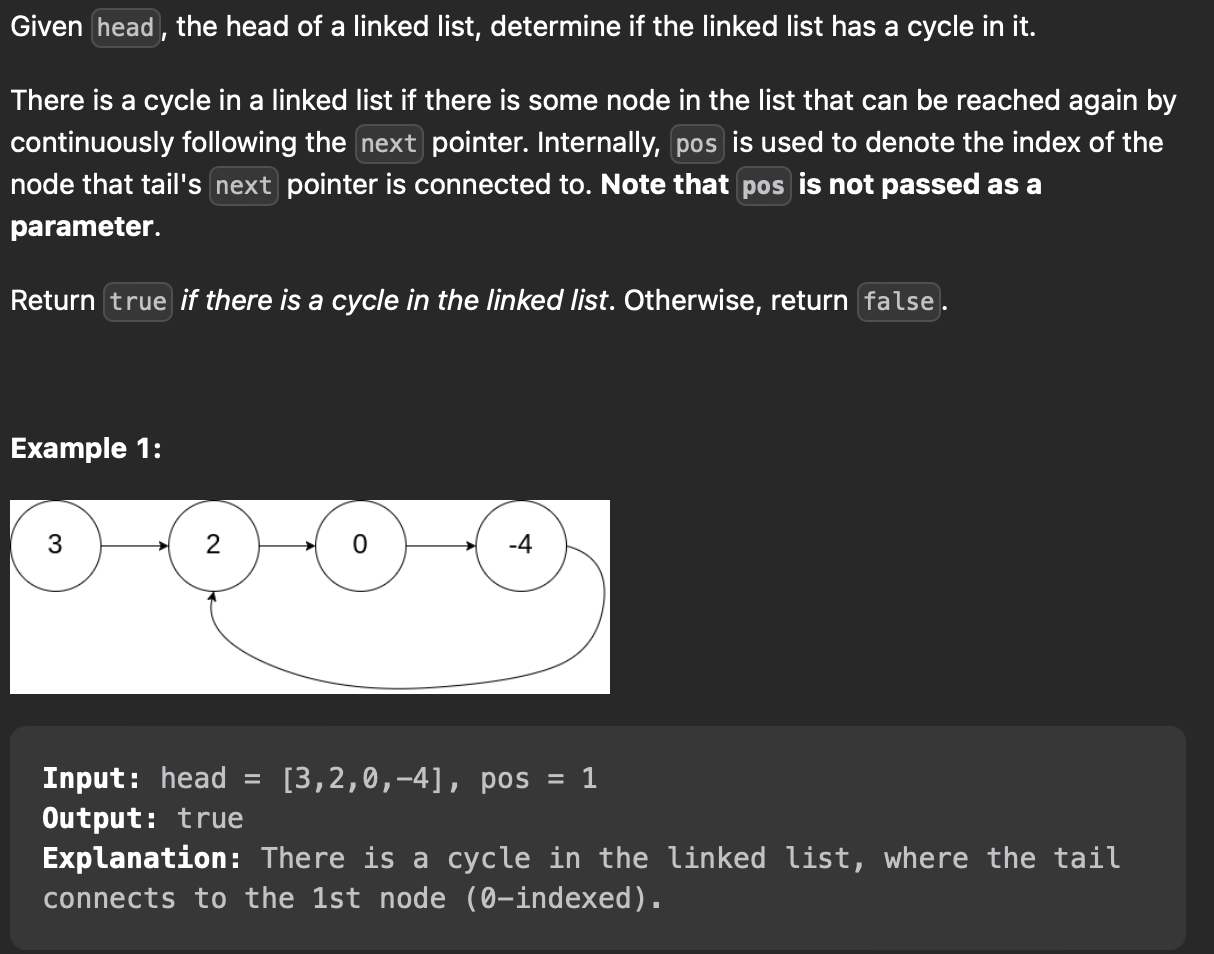 Given head, the head of a linked list, determine if the linked list has a cycle in it.
There is a cycle in a linked list if there is some node in the list that can be reached again by
continuously following the next pointer. Internally, pos is used to denote the index of the
node that tail's next pointer is connected to. Note that pos is not passed as a
parameter.
Return true if there is a cycle in the linked list. Otherwise, return false.
Example 1:
3 2 0 -4
Input: head = [3,2,0,-4], pos = 1
Output: true
Explanation: There is a cycle in the linked list, where the tail
connects to the 1st node (0-indexed).